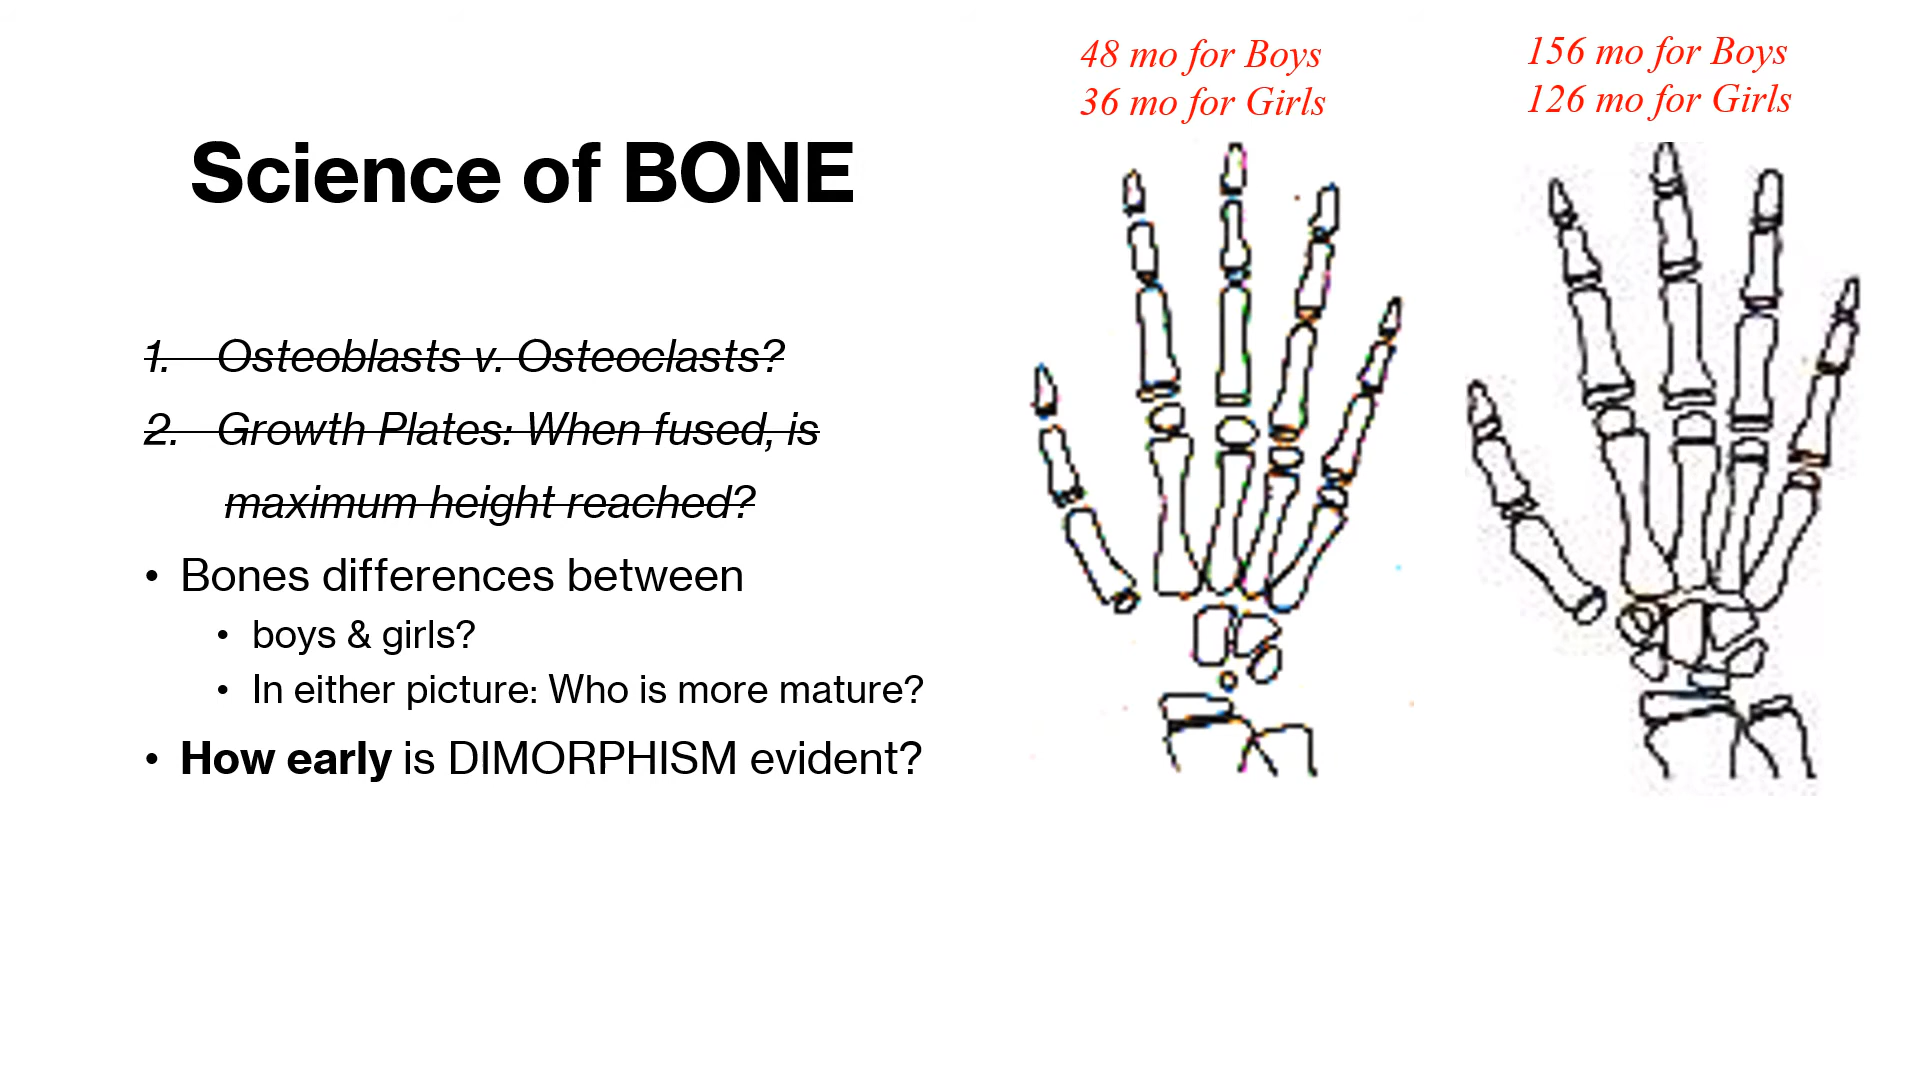 Science of BONE
1. Osteoblasts v. Osteoclasts?
2. Growth Plates: When fused, is
maximum height reached?
• Bones differences between
• boys & girls?
• In either picture: Who is more mature?
• How early is DIMORPHISM evident?
48 mo for Boys
36 mo for Girls
156 mo for Boys
126 mo for Girls